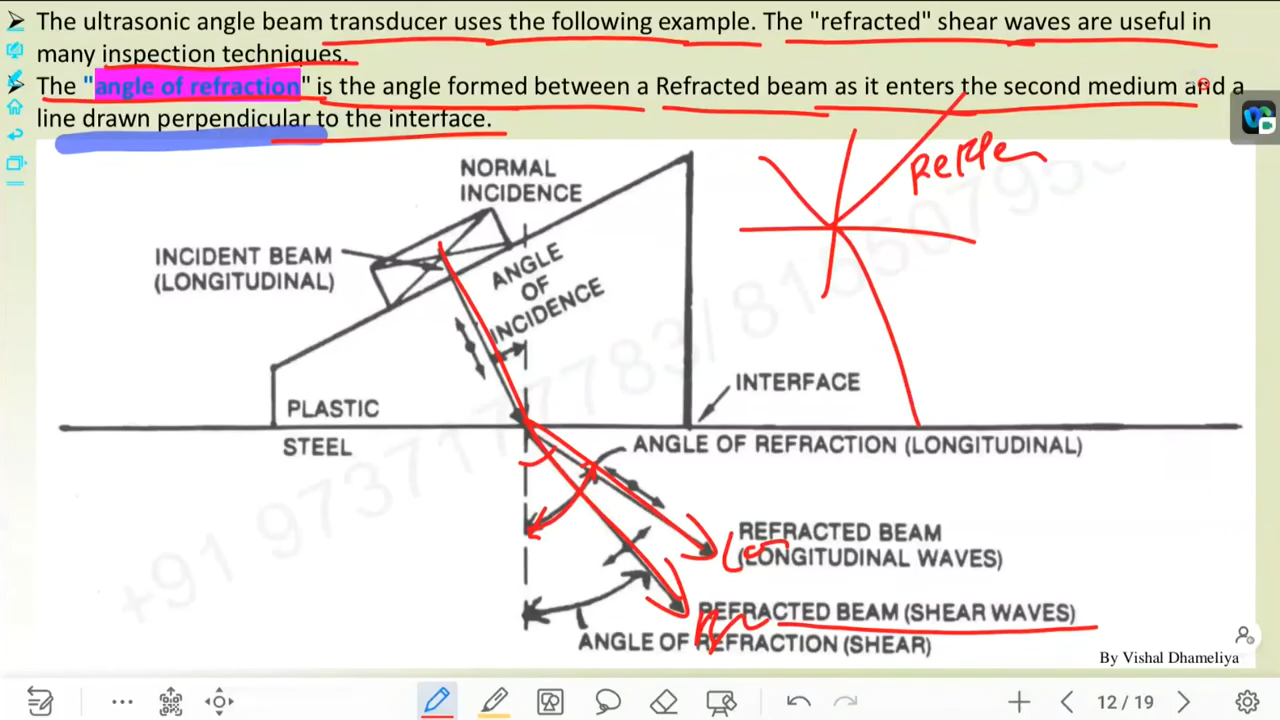 The ultrasonic angle beam transducer uses the following example. The "refracted" shear waves are useful in
many inspection techniques.
The "angle of refraction" is the angle formed between a Refracted beam as it enters the second medium and a
line drawn perpendicular to the interface.
NORMAL
INCIDENCE
INCIDENT BEAM
(LONGITUDINAL)
ANGLE
OF
INCIDENCE
INTERFACE
PLASTIC
STEEL
ANGLE OF REFRACTION (LONGITUDINAL)
REFRACTED BEAM
(LONGITUDINAL WAVES)
REFRACTED BEAM (SHEAR WAVES)
ANGLE OF REFRACTION (SHEAR)
By Vishal Dhameliya
12 / 19